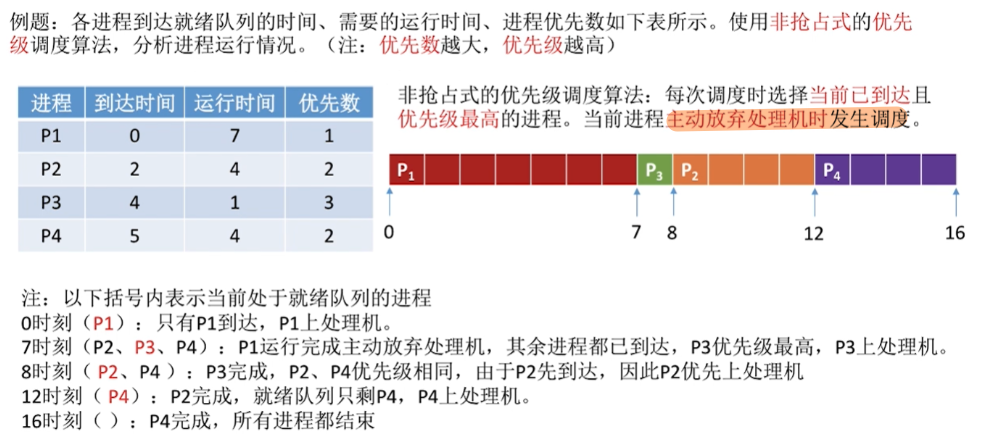 例题：各进程到达就绪队列的时间、需要的运行时间、进程优先数如下表所示。使用非抢占式的优先
级调度算法，分析进程运行情况。（注：优先数越大，优先级越高）
进程 到达时间 运行时间 优先数
P1 0 7 1
P2 2 4 2
P3 4 1 3
P4 5 4 2
非抢占式的优先级调度算法：每次调度时选择当前已到达且
优先级最高的进程。当前进程主动放弃处理机时发生调度。
P1 P3 P2 P4
0 7 8 12 16
注：以下括号内表示当前处于就绪队列的进程
0时刻（P1）：只有P1到达，P1上处理机。
7时刻（P2、P3、P4）：P1运行完成主动放弃处理机，其余进程都已到达，P3优先级最高，P3上处理机。
8时刻（P2、P4）：P3完成，P2、P4优先级相同，由于P2先到达，因此P2优先上处理机
12时刻（P4）：P2完成，就绪队列只剩P4，P4上处理机。
16时刻（ ）：P4完成，所有进程都结束